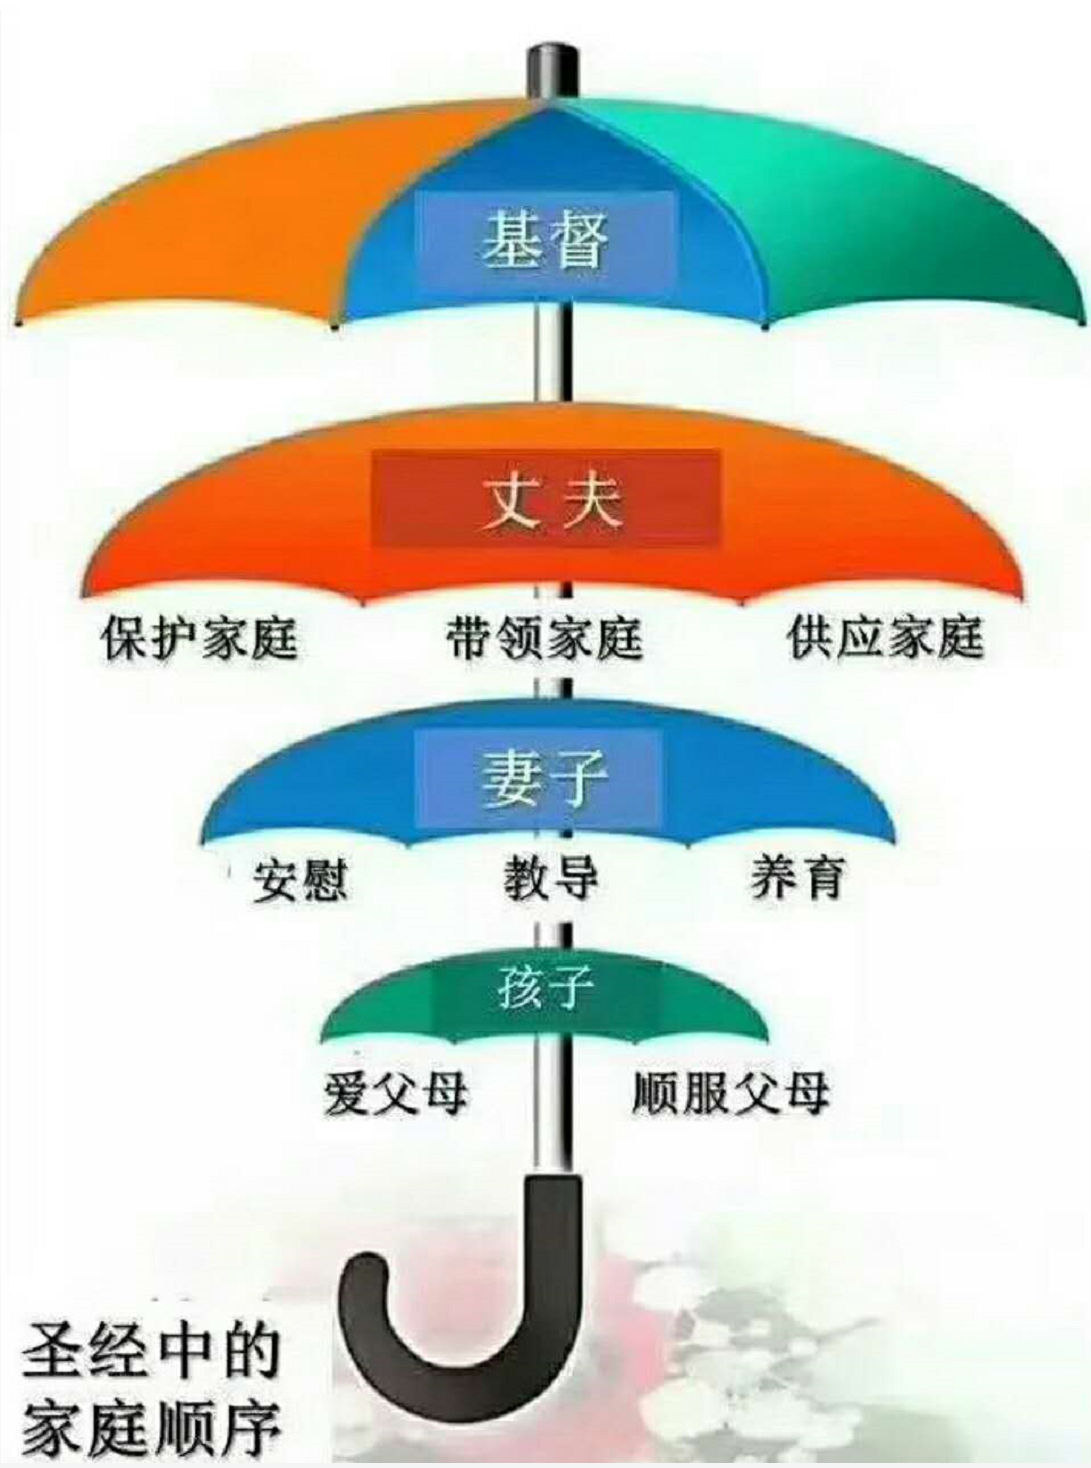 基督
丈夫
保护家庭 带领家庭 供应家庭
妻子
安慰 教导 养育
孩子
爱父母 顺服父母
圣经中的
家庭顺序